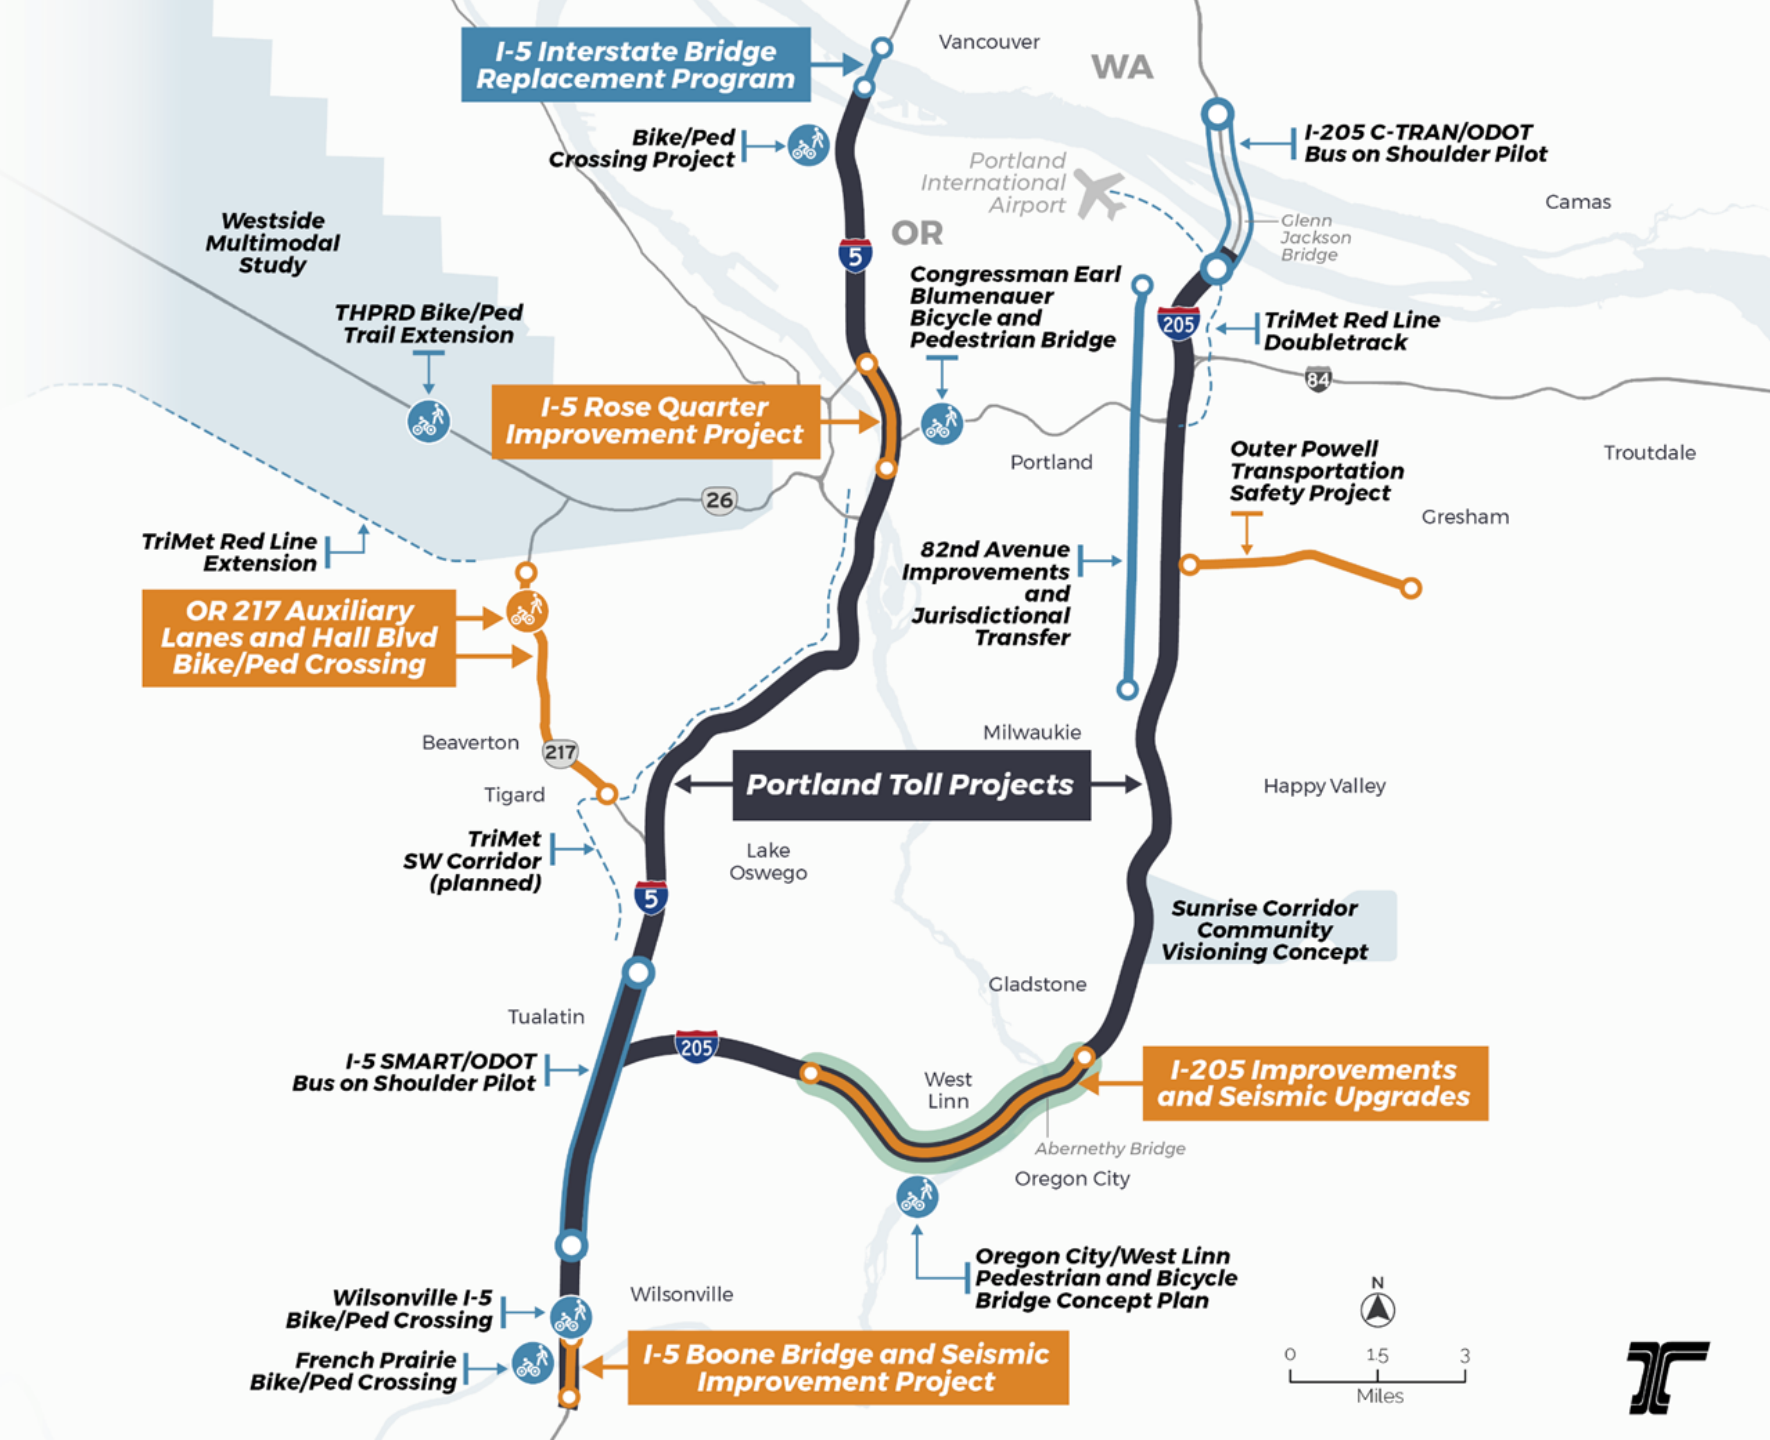 I-5 Interstate Bridge
Replacement Program
Vancouver
WA
Bike/Ped
Crossing Project
I-205 C-TRAN/ODOT
Bus on Shoulder Pilot
Portland
International
Airport
Camas
Glenn
Jackson
Bridge
OR
5
Westside
Multimodal
Study
THPRD Bike/Ped
Trail Extension
Congressman Earl
Blumenauer
Bicycle and
Pedestrian Bridge
205
TriMet Red Line
Doubletrack
84
I-5 Rose Quarter
Improvement Project
Portland
Outer Powell
Transportation
Safety Project
Troutdale
Gresham
26
TriMet Red Line
Extension
82nd Avenue
Improvements
and
Jurisdictional
Transfer
OR 217 Auxiliary
Lanes and Hall Blvd
Bike/Ped Crossing
Beaverton
217
Milwaukie
Portland Toll Projects
Happy Valley
Tigard
TriMet
SW Corridor
(planned)
Lake
Oswego
5
Sunrise Corridor
Community
Visioning Concept
Gladstone
Tualatin
205
I-5 SMART/ODOT
Bus on Shoulder Pilot
West
Linn
I-205 Improvements
and Seismic Upgrades
Abernethy Bridge
Oregon City
Oregon City/West Linn
Pedestrian and Bicycle
Bridge Concept Plan
Wilsonville I-5
Bike/Ped Crossing
Wilsonville
French Prairie
Bike/Ped Crossing
I-5 Boone Bridge and Seismic
Improvement Project
N
0 1.5 3
Miles